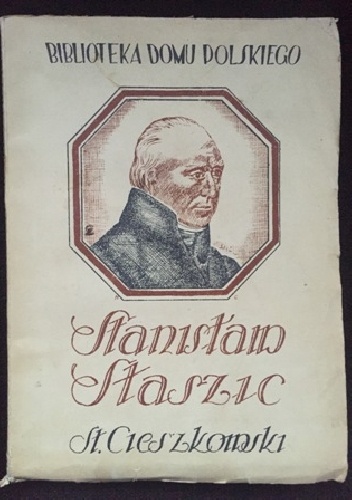 BIBLIOTEKA DOMU POLSKIEGO
Stanisław
Staszic
St. Cieszkowski